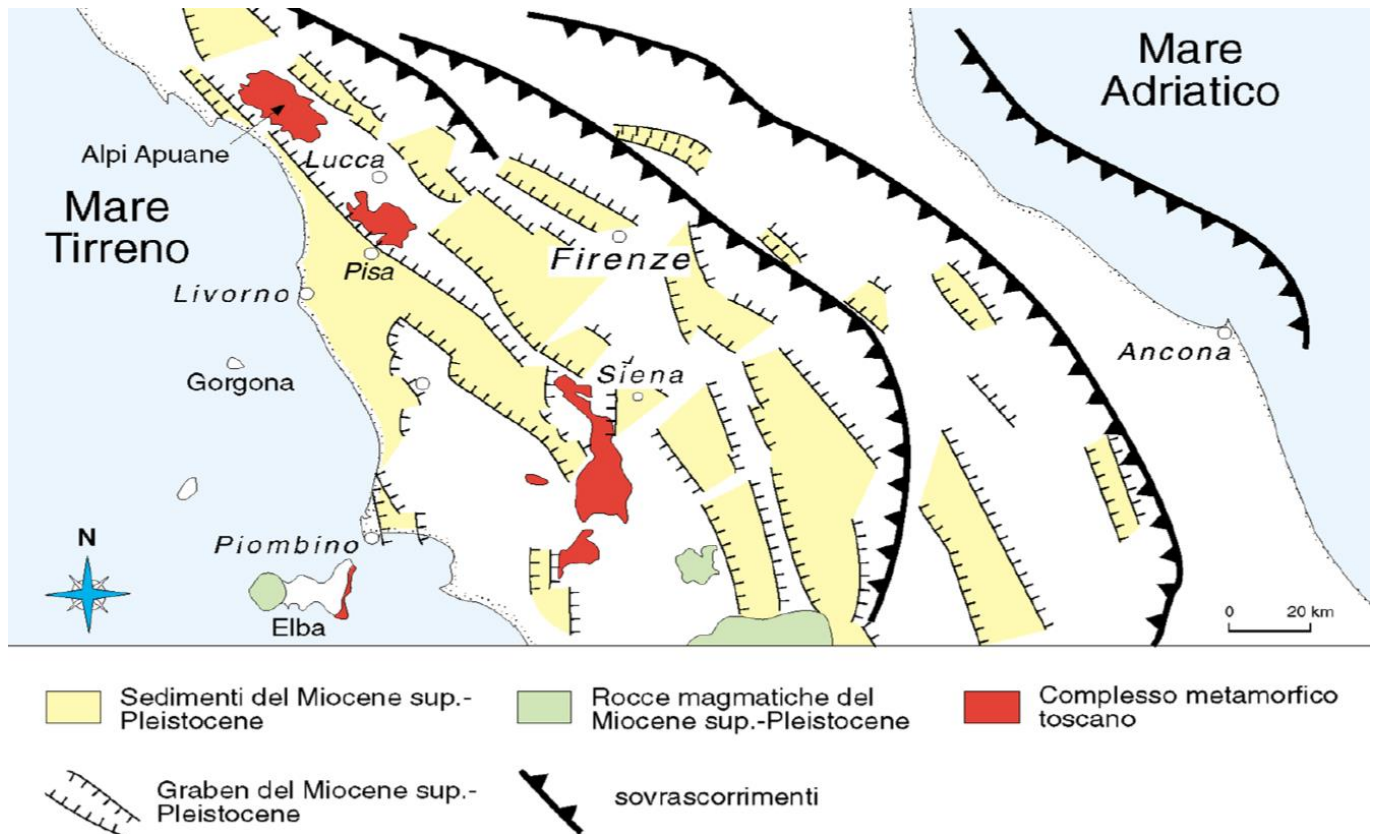 Mare
Adriatico
Alpi Apuane
Lucca
Mare
Tirreno
Pisa
Firenze
Livorno
Siena
Ancona
Gorgona
N
Piombino
Elba
0 20 km
Sedimenti del Miocene sup.-
Pleistocene
Rocce magmatiche del
Miocene sup.-Pleistocene
Complesso metamorfico
toscano
Graben del Miocene sup.-
Pleistocene
sovrascorrimenti